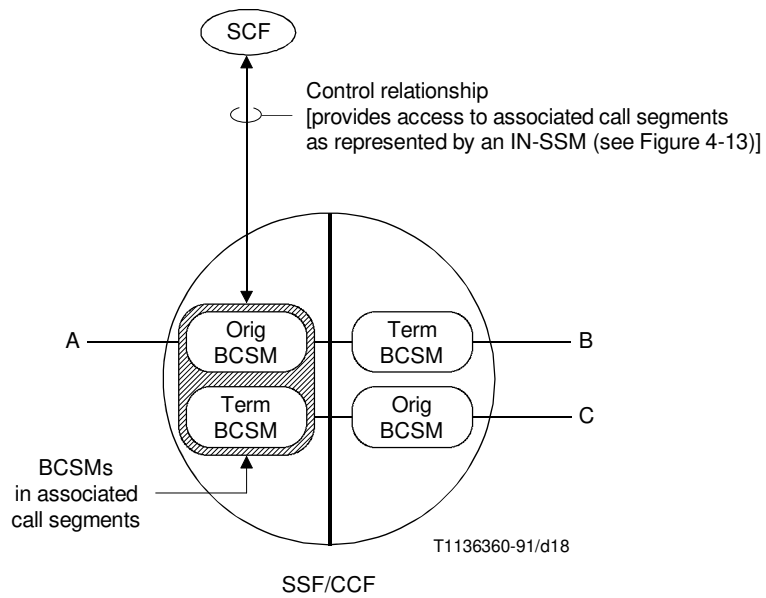 SCF
Control relationship
[provides access to associated call segments
as represented by an IN-SSM (see Figure 4-13)]
A
Orig
BCSM
Term
BCSM
B
Term
BCSM
Orig
BCSM
C
BCSMs
in associated
call segments
T1136360-91/d18
SSF/CCF